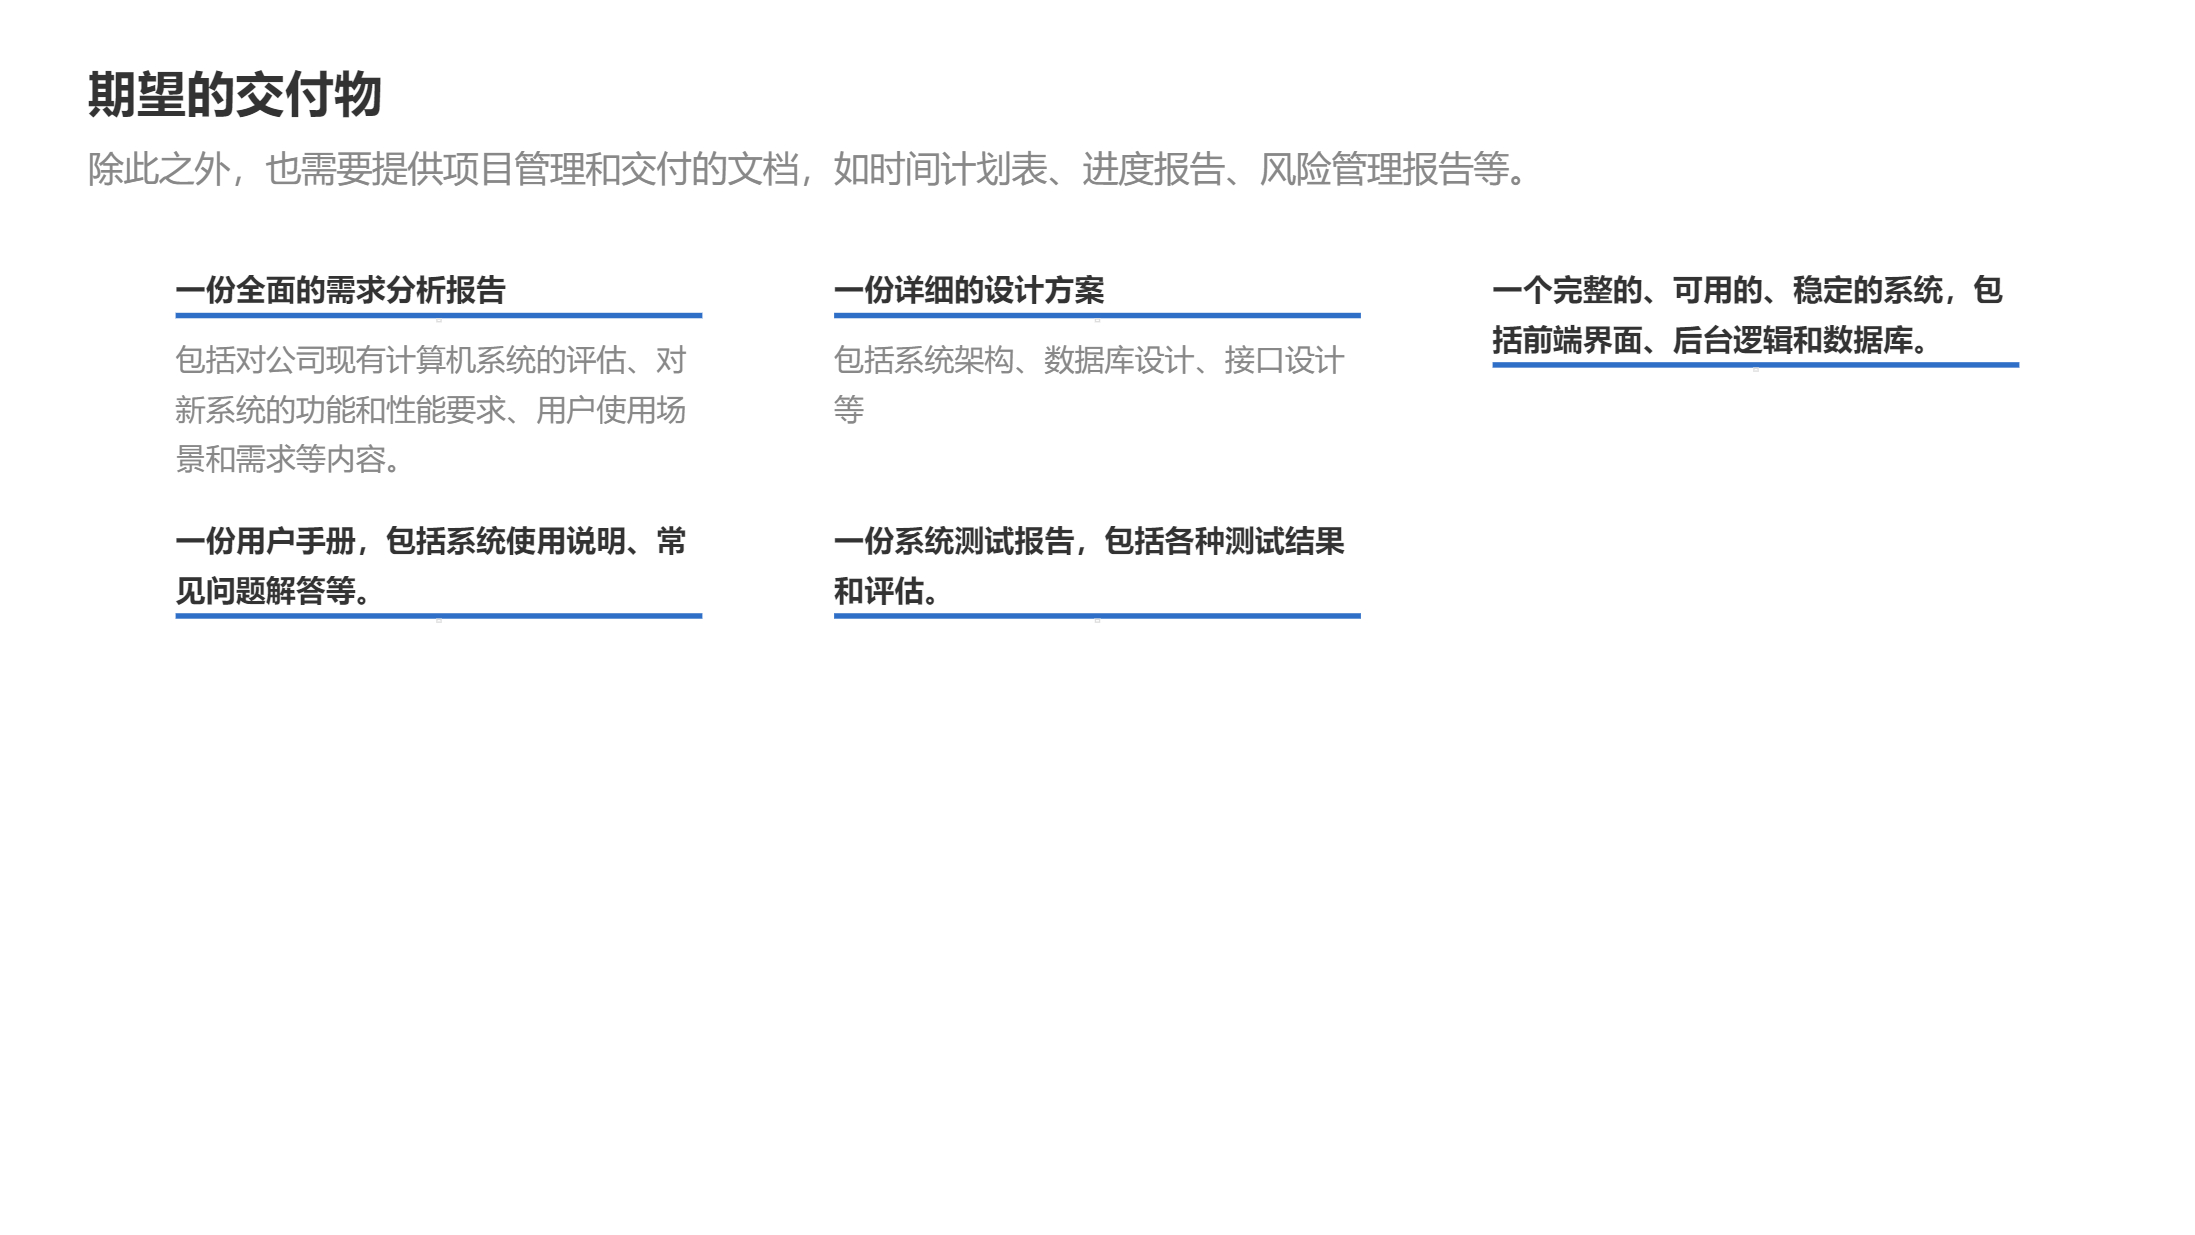 期望的交付物
除此之外，也需要提供项目管理和交付的文档，如时间计划表、进度报告、风险管理报告等。
一份全面的需求分析报告
包括对公司现有计算机系统的评估、对
新系统的功能和性能要求、用户使用场
景和需求等内容。
一份详细的设计方案
包括系统架构、数据库设计、接口设计
等
一个完整的、可用的、稳定的系统，包
括前端界面、后台逻辑和数据库。
一份用户手册，包括系统使用说明、常
见问题解答等。
一份系统测试报告，包括各种测试结果
和评估。